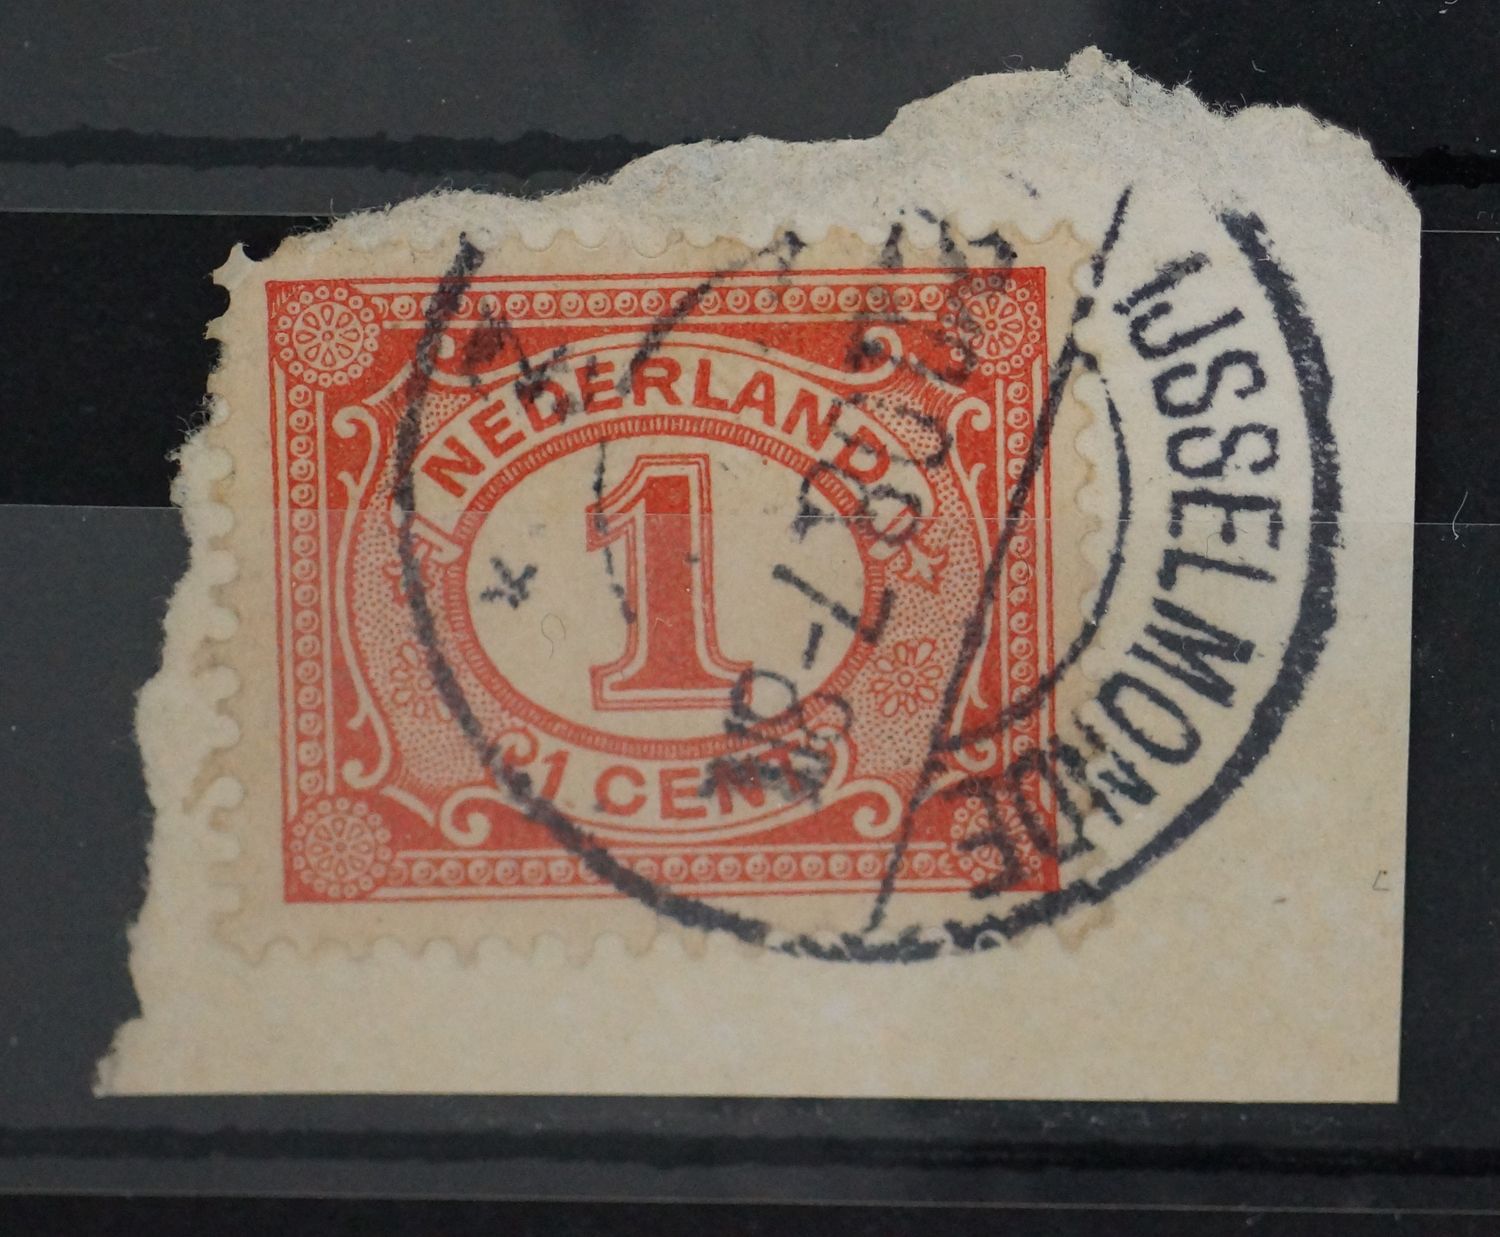 NEDERLAND
1
1 CENT
IJSSELMONDE